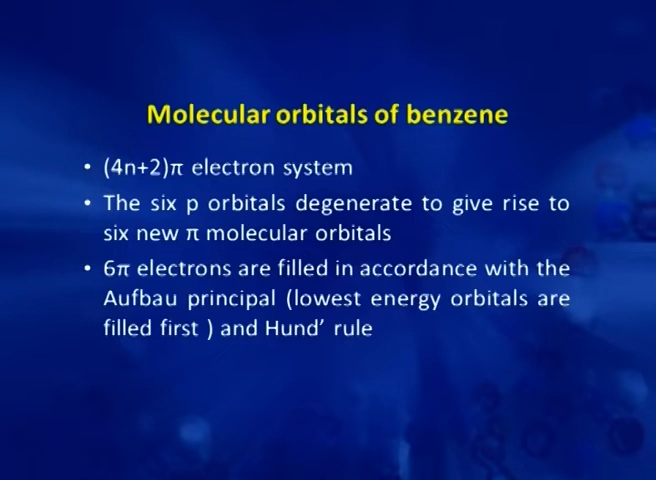 Molecular orbitals of benzene
• (4n+2)π electron system
• The six p orbitals degenerate to give rise to
six new π molecular orbitals
• 6π electrons are filled in accordance with the
Aufbau principal (lowest energy orbitals are
filled first ) and Hund’ rule